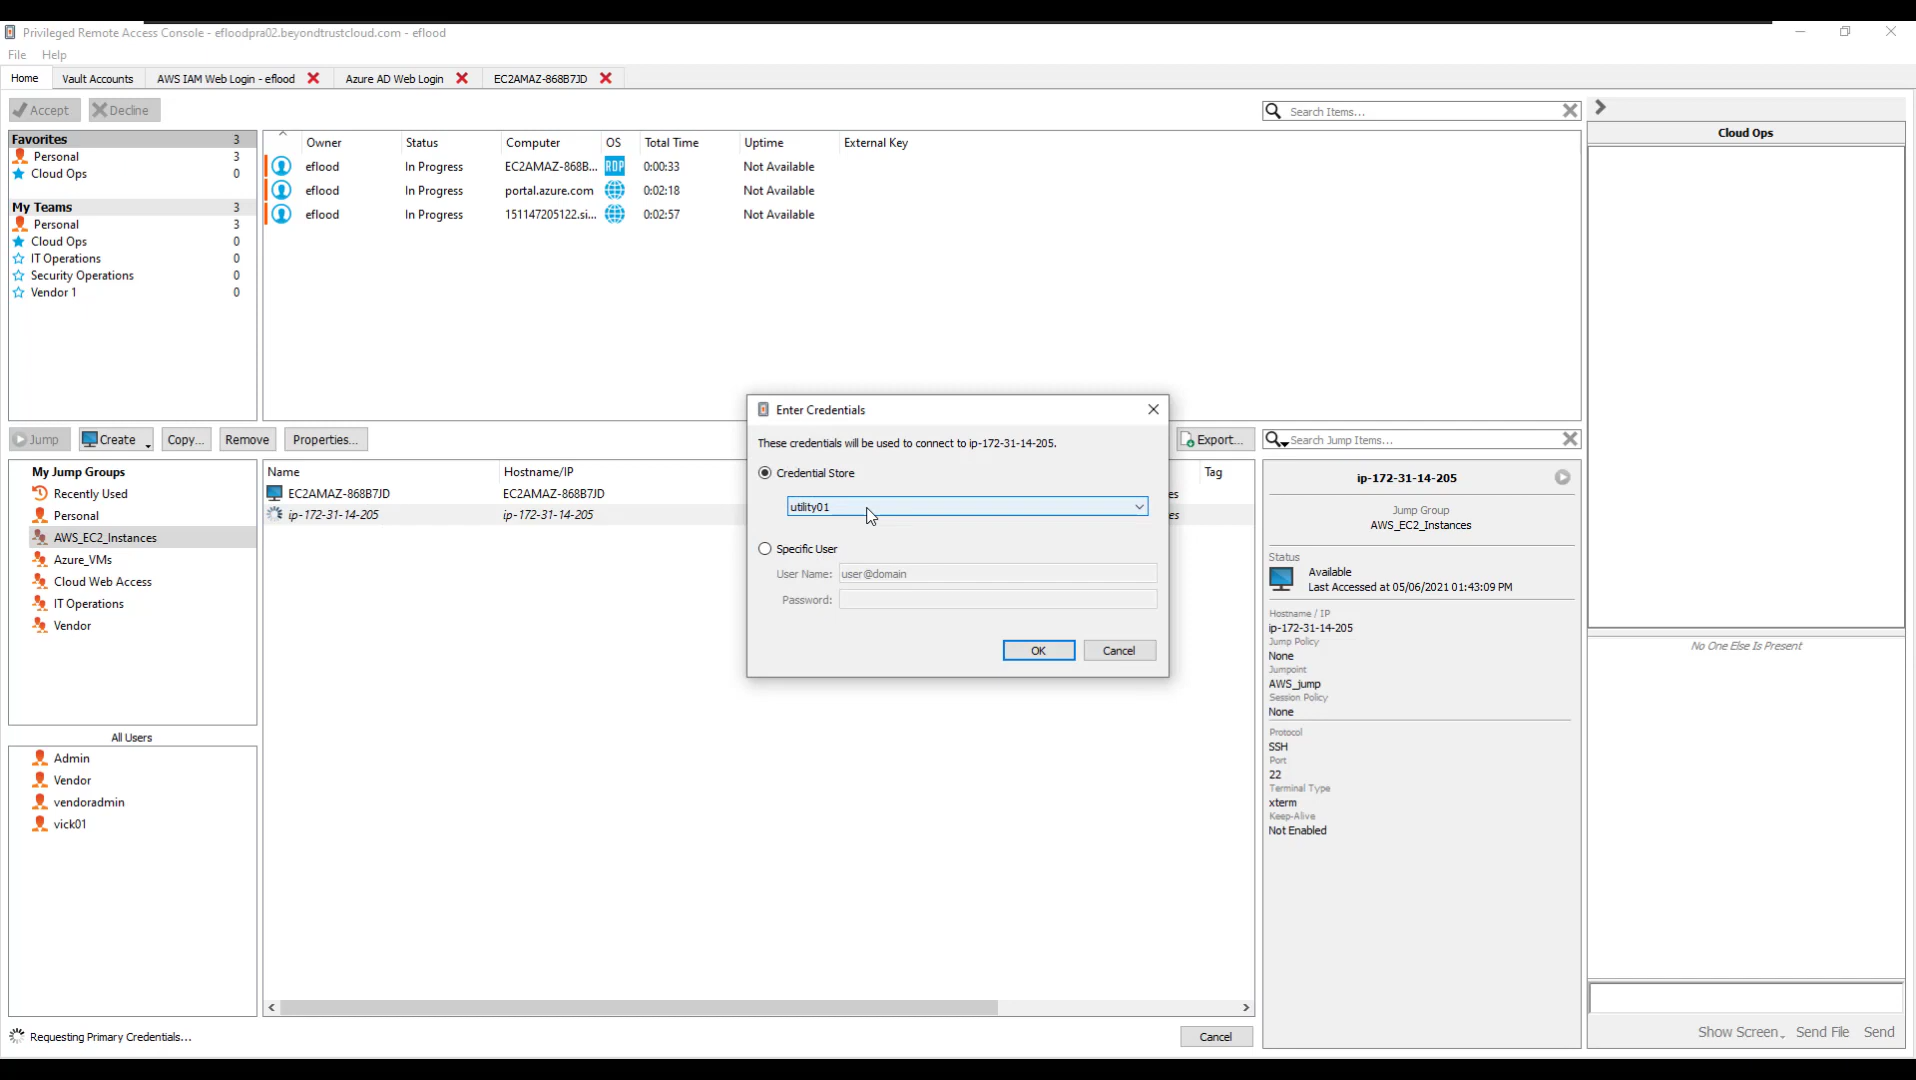 Privileged Remote Access Console - efloodpra02.beyondtrustcloud.com - eflood
File Help
Home Vault Accounts AWS IAM Web Login - eflood Azure AD Web Login EC2AMAZ-868B7JD
Accept Decline
Search Items...
Cloud Ops
Favorites 3
Personal 3
Cloud Ops 0
My Teams 3
Personal 3
Cloud Ops 0
IT Operations 0
Security Operations 0
Vendor 1 0
Owner Status Computer OS Total Time Uptime External Key
eflood In Progress EC2AMAZ-868B... RDP 0:00:33 Not Available
eflood In Progress portal.azure.com 0:02:18 Not Available
eflood In Progress 151147205122.si... 0:02:57 Not Available
Jump Create Copy... Remove Properties... Export... Search Jump Items...
My Jump Groups
Recently Used
Personal
AWS_EC2_Instances
Azure_VMs
Cloud Web Access
IT Operations
Vendor
All Users
Admin
Vendor
vendoradmin
vick01
Name Hostname/IP Tag
EC2AMAZ-868B7JD EC2AMAZ-868B7JD es
ip-172-31-14-205 ip-172-31-14-205 es
Enter Credentials
These credentials will be used to connect to ip-172-31-14-205.
Credential Store
utility01
Specific User
User Name: user@domain
Password:
OK Cancel
ip-172-31-14-205
Jump Group
AWS_EC2_Instances
Status
Available
Last Accessed at 05/06/2021 01:43:09 PM
Hostname / IP
ip-172-31-14-205
Jump Policy
None
Jumpoint
AWS_jump
Session Policy
None
Protocol
SSH
Port
22
Terminal Type
xterm
Keep-Alive
Not Enabled
No One Else Is Present
Requesting Primary Credentials...
Cancel
Show Screen Send File Send